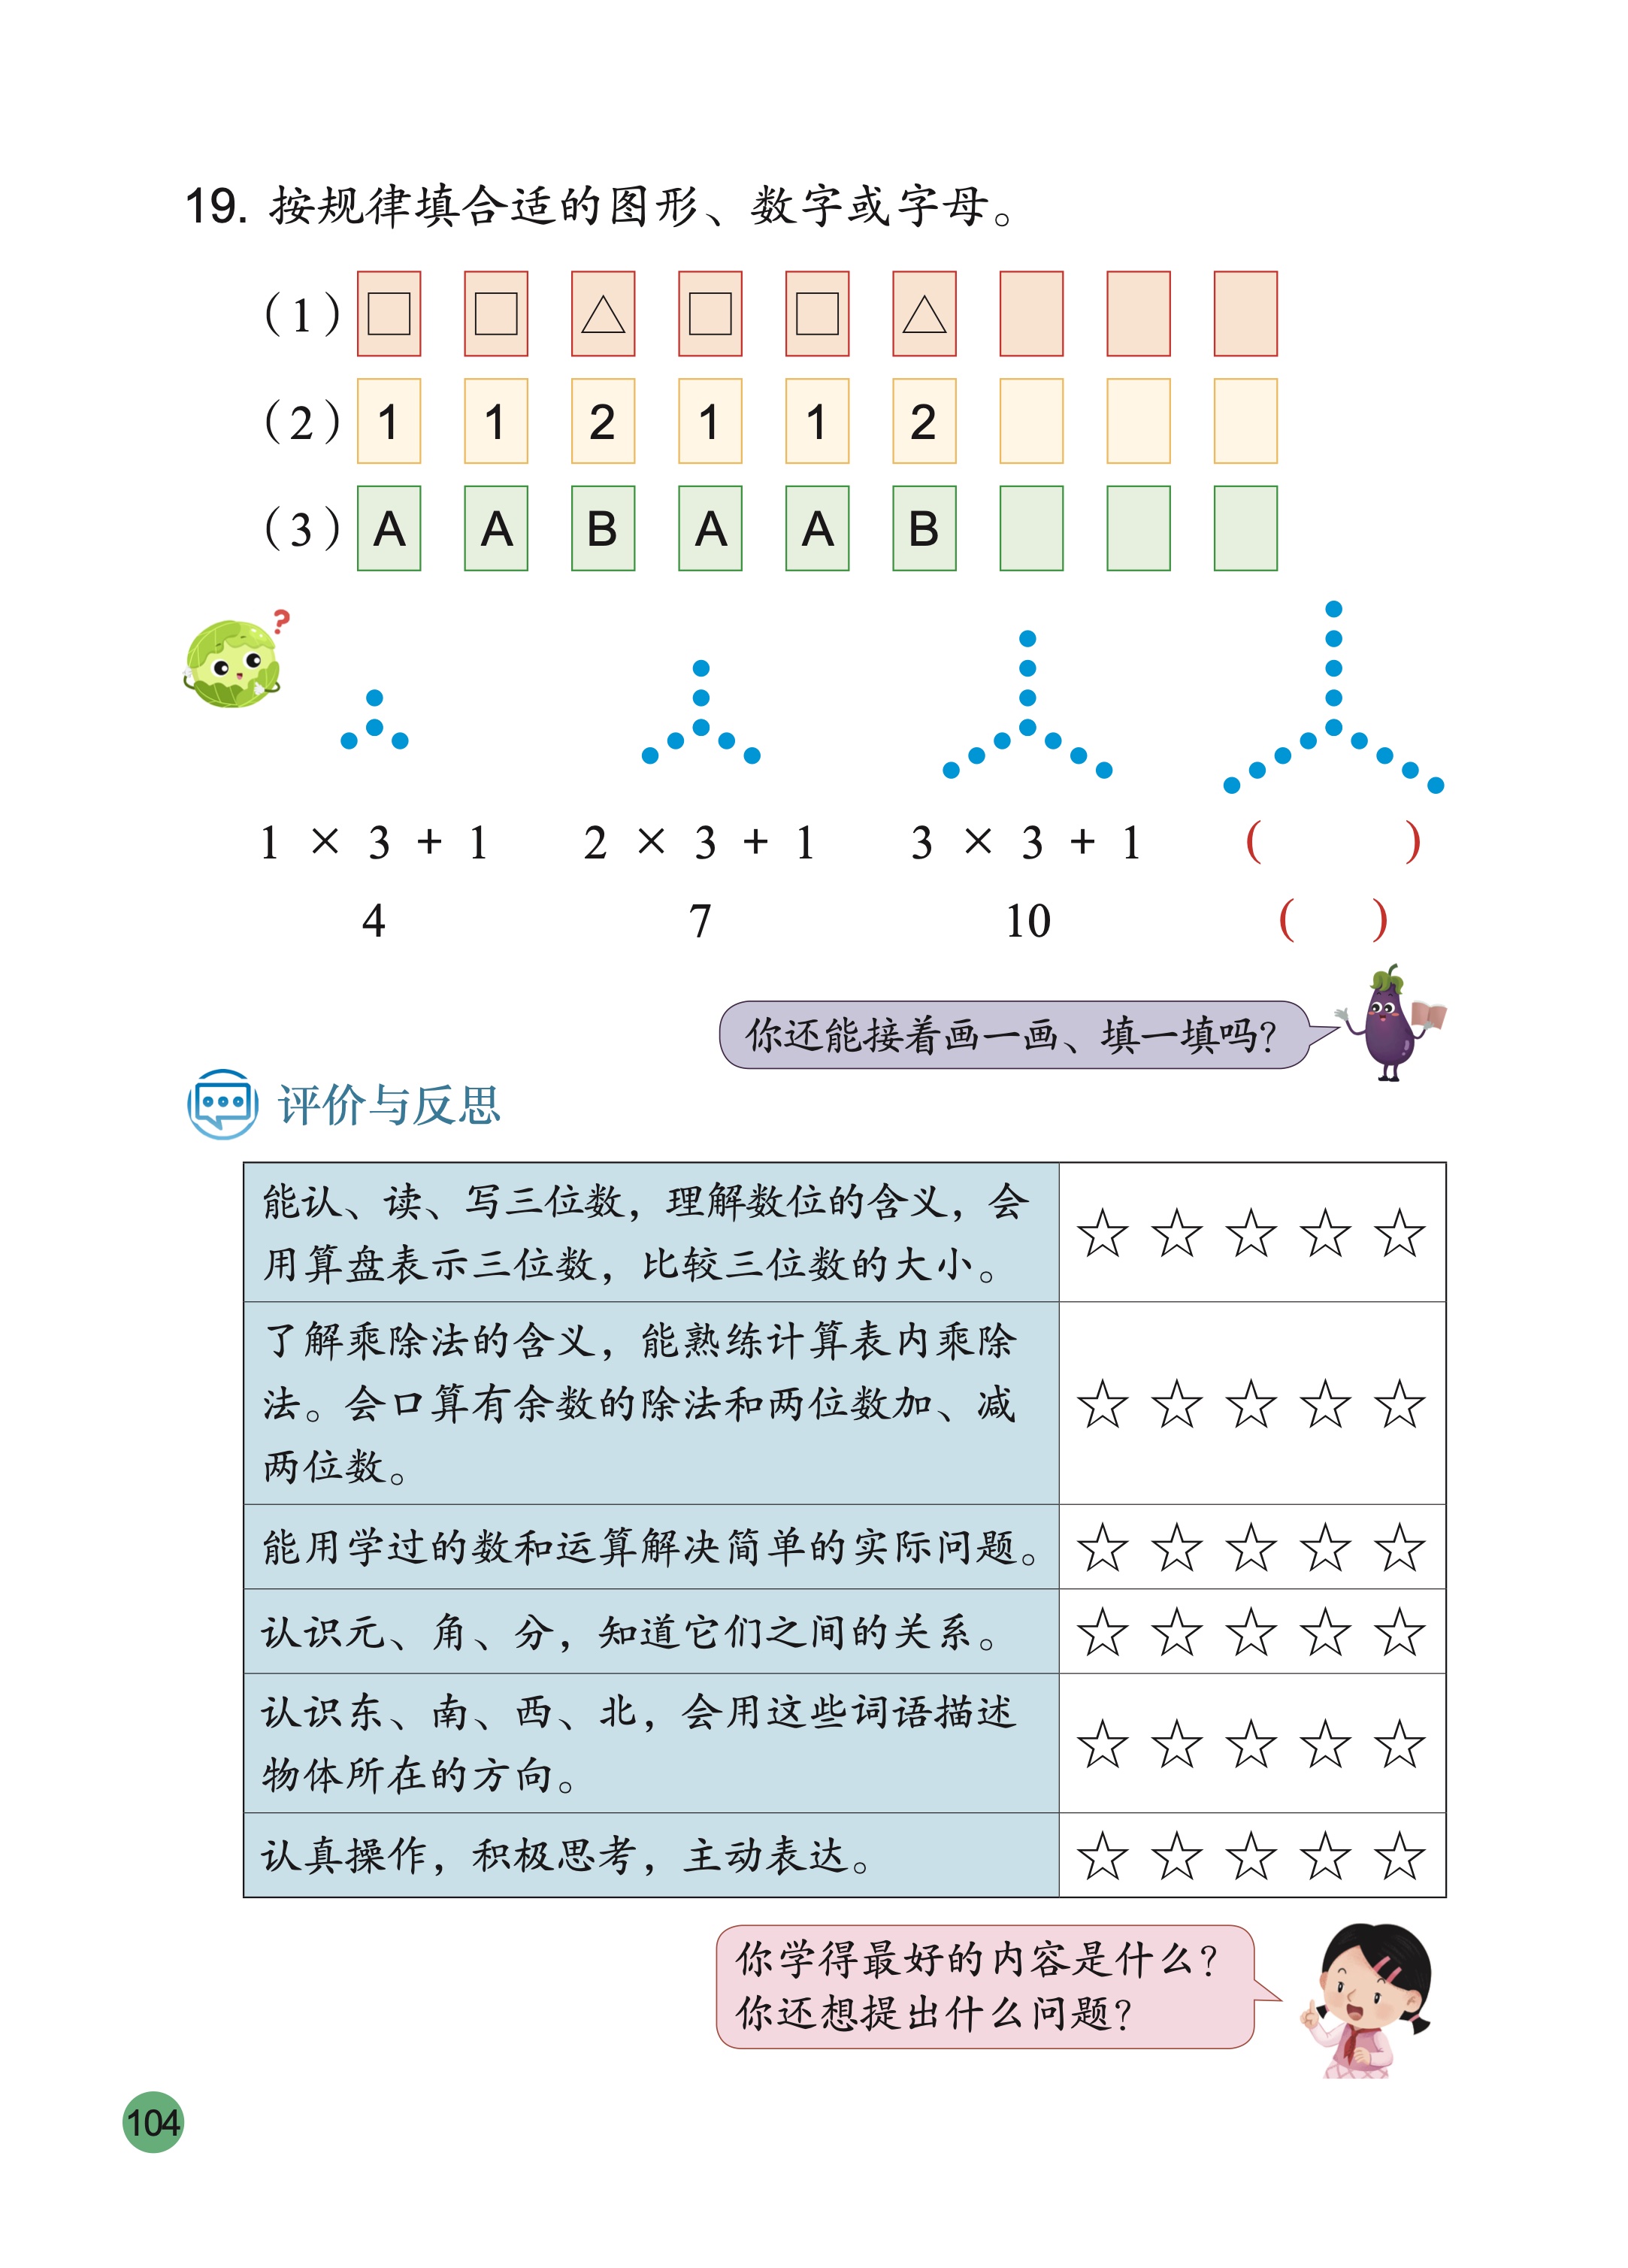 19. 按规律填合适的图形、数字或字母。
（1）□ □ △ □ □ △
（2）1 1 2 1 1 2
（3）A A B A A B
?
1 × 3 + 1 2 × 3 + 1 3 × 3 + 1 ( )
4 7 10 ( )
你还能接着画一画、填一填吗?
评价与反思
能认、读、写三位数，理解数位的含义，会
用算盘表示三位数，比较三位数的大小。
☆ ☆ ☆ ☆ ☆
了解乘除法的含义，能熟练计算表内乘除
法。会口算有余数的除法和两位数加、减
两位数。
☆ ☆ ☆ ☆ ☆
能用学过的数和运算解决简单的实际问题。
☆ ☆ ☆ ☆ ☆
认识元、角、分，知道它们之间的关系。
☆ ☆ ☆ ☆ ☆
认识东、南、西、北，会用这些词语描述
物体所在的方向。
☆ ☆ ☆ ☆ ☆
认真操作，积极思考，主动表达。
☆ ☆ ☆ ☆ ☆
你学得最好的内容是什么?
你还想提出什么问题?
104